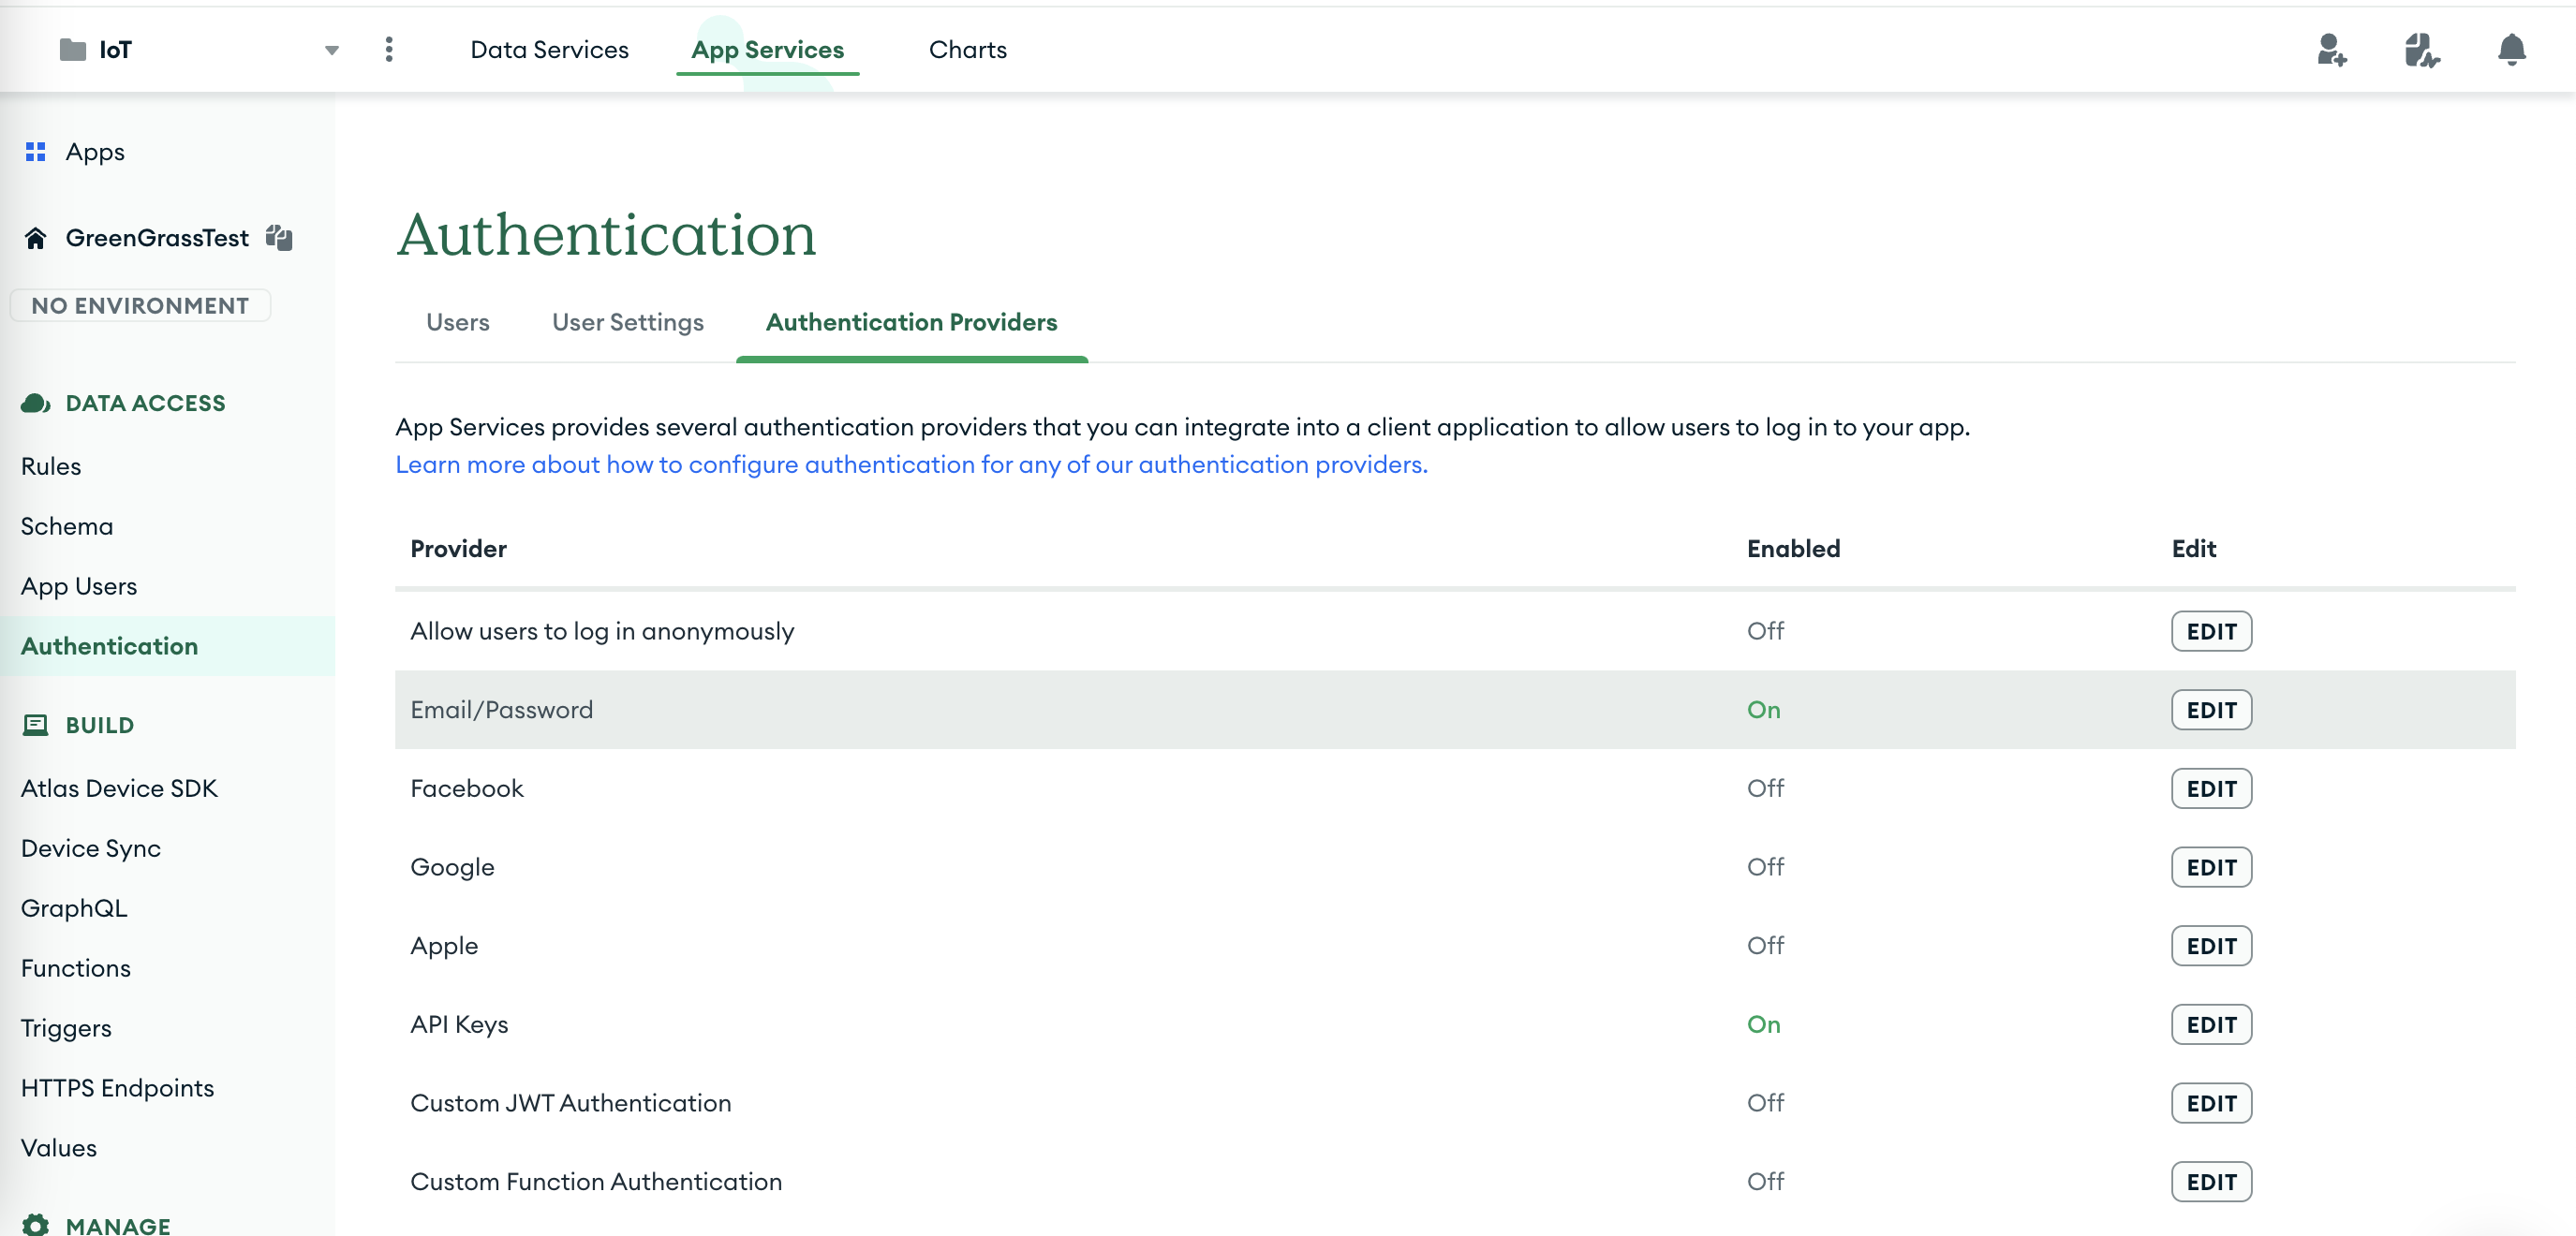 IoT
Data Services
App Services
Charts
Apps
GreenGrassTest
NO ENVIRONMENT
DATA ACCESS
Rules
Schema
App Users
Authentication
BUILD
Atlas Device SDK
Device Sync
GraphQL
Functions
Triggers
HTTPS Endpoints
Values
MANAGE
Authentication
Users
User Settings
Authentication Providers
App Services provides several authentication providers that you can integrate into a client application to allow users to log in to your app.
Learn more about how to configure authentication for any of our authentication providers.
Provider Enabled Edit
Allow users to log in anonymously Off EDIT
Email/Password On EDIT
Facebook Off EDIT
Google Off EDIT
Apple Off EDIT
API Keys On EDIT
Custom JWT Authentication Off EDIT
Custom Function Authentication Off EDIT